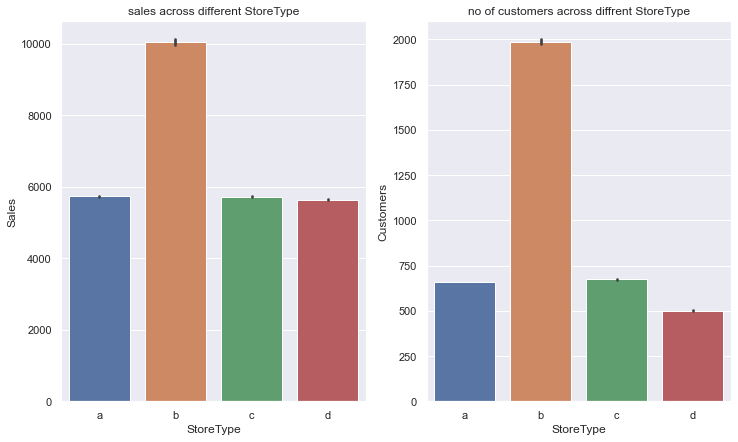 sales across different StoreType
10000
8000
6000
4000
2000
0
Sales
a b c d
StoreType
no of customers across diffrent StoreType
2000
1750
1500
1250
1000
750
500
250
0
Customers
a b c d
StoreType